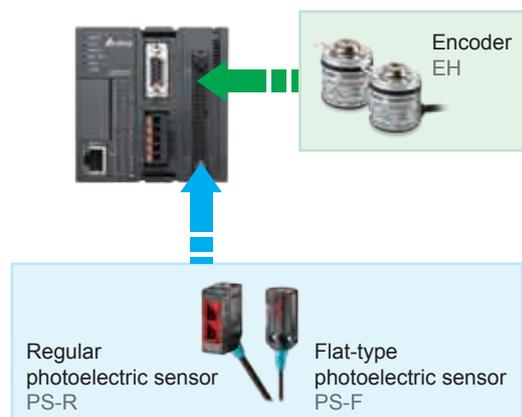 Encoder
EH
Regular
photoelectric sensor
PS-R
Flat-type
photoelectric sensor
PS-F